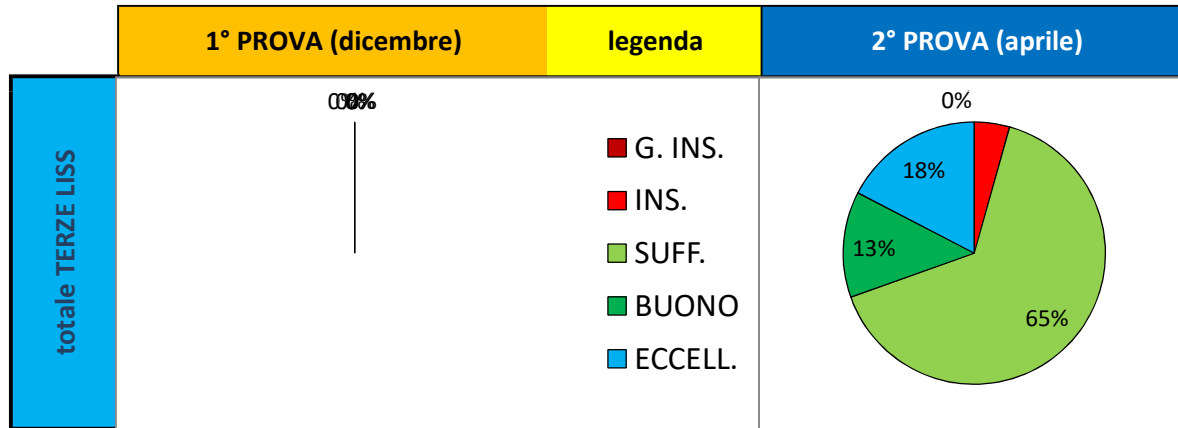 1° PROVA (dicembre)
legenda
2° PROVA (aprile)
totale TERZE LISS
0%
G. INS.
INS.
SUFF.
BUONO
ECCELL.
0%
18%
13%
65%